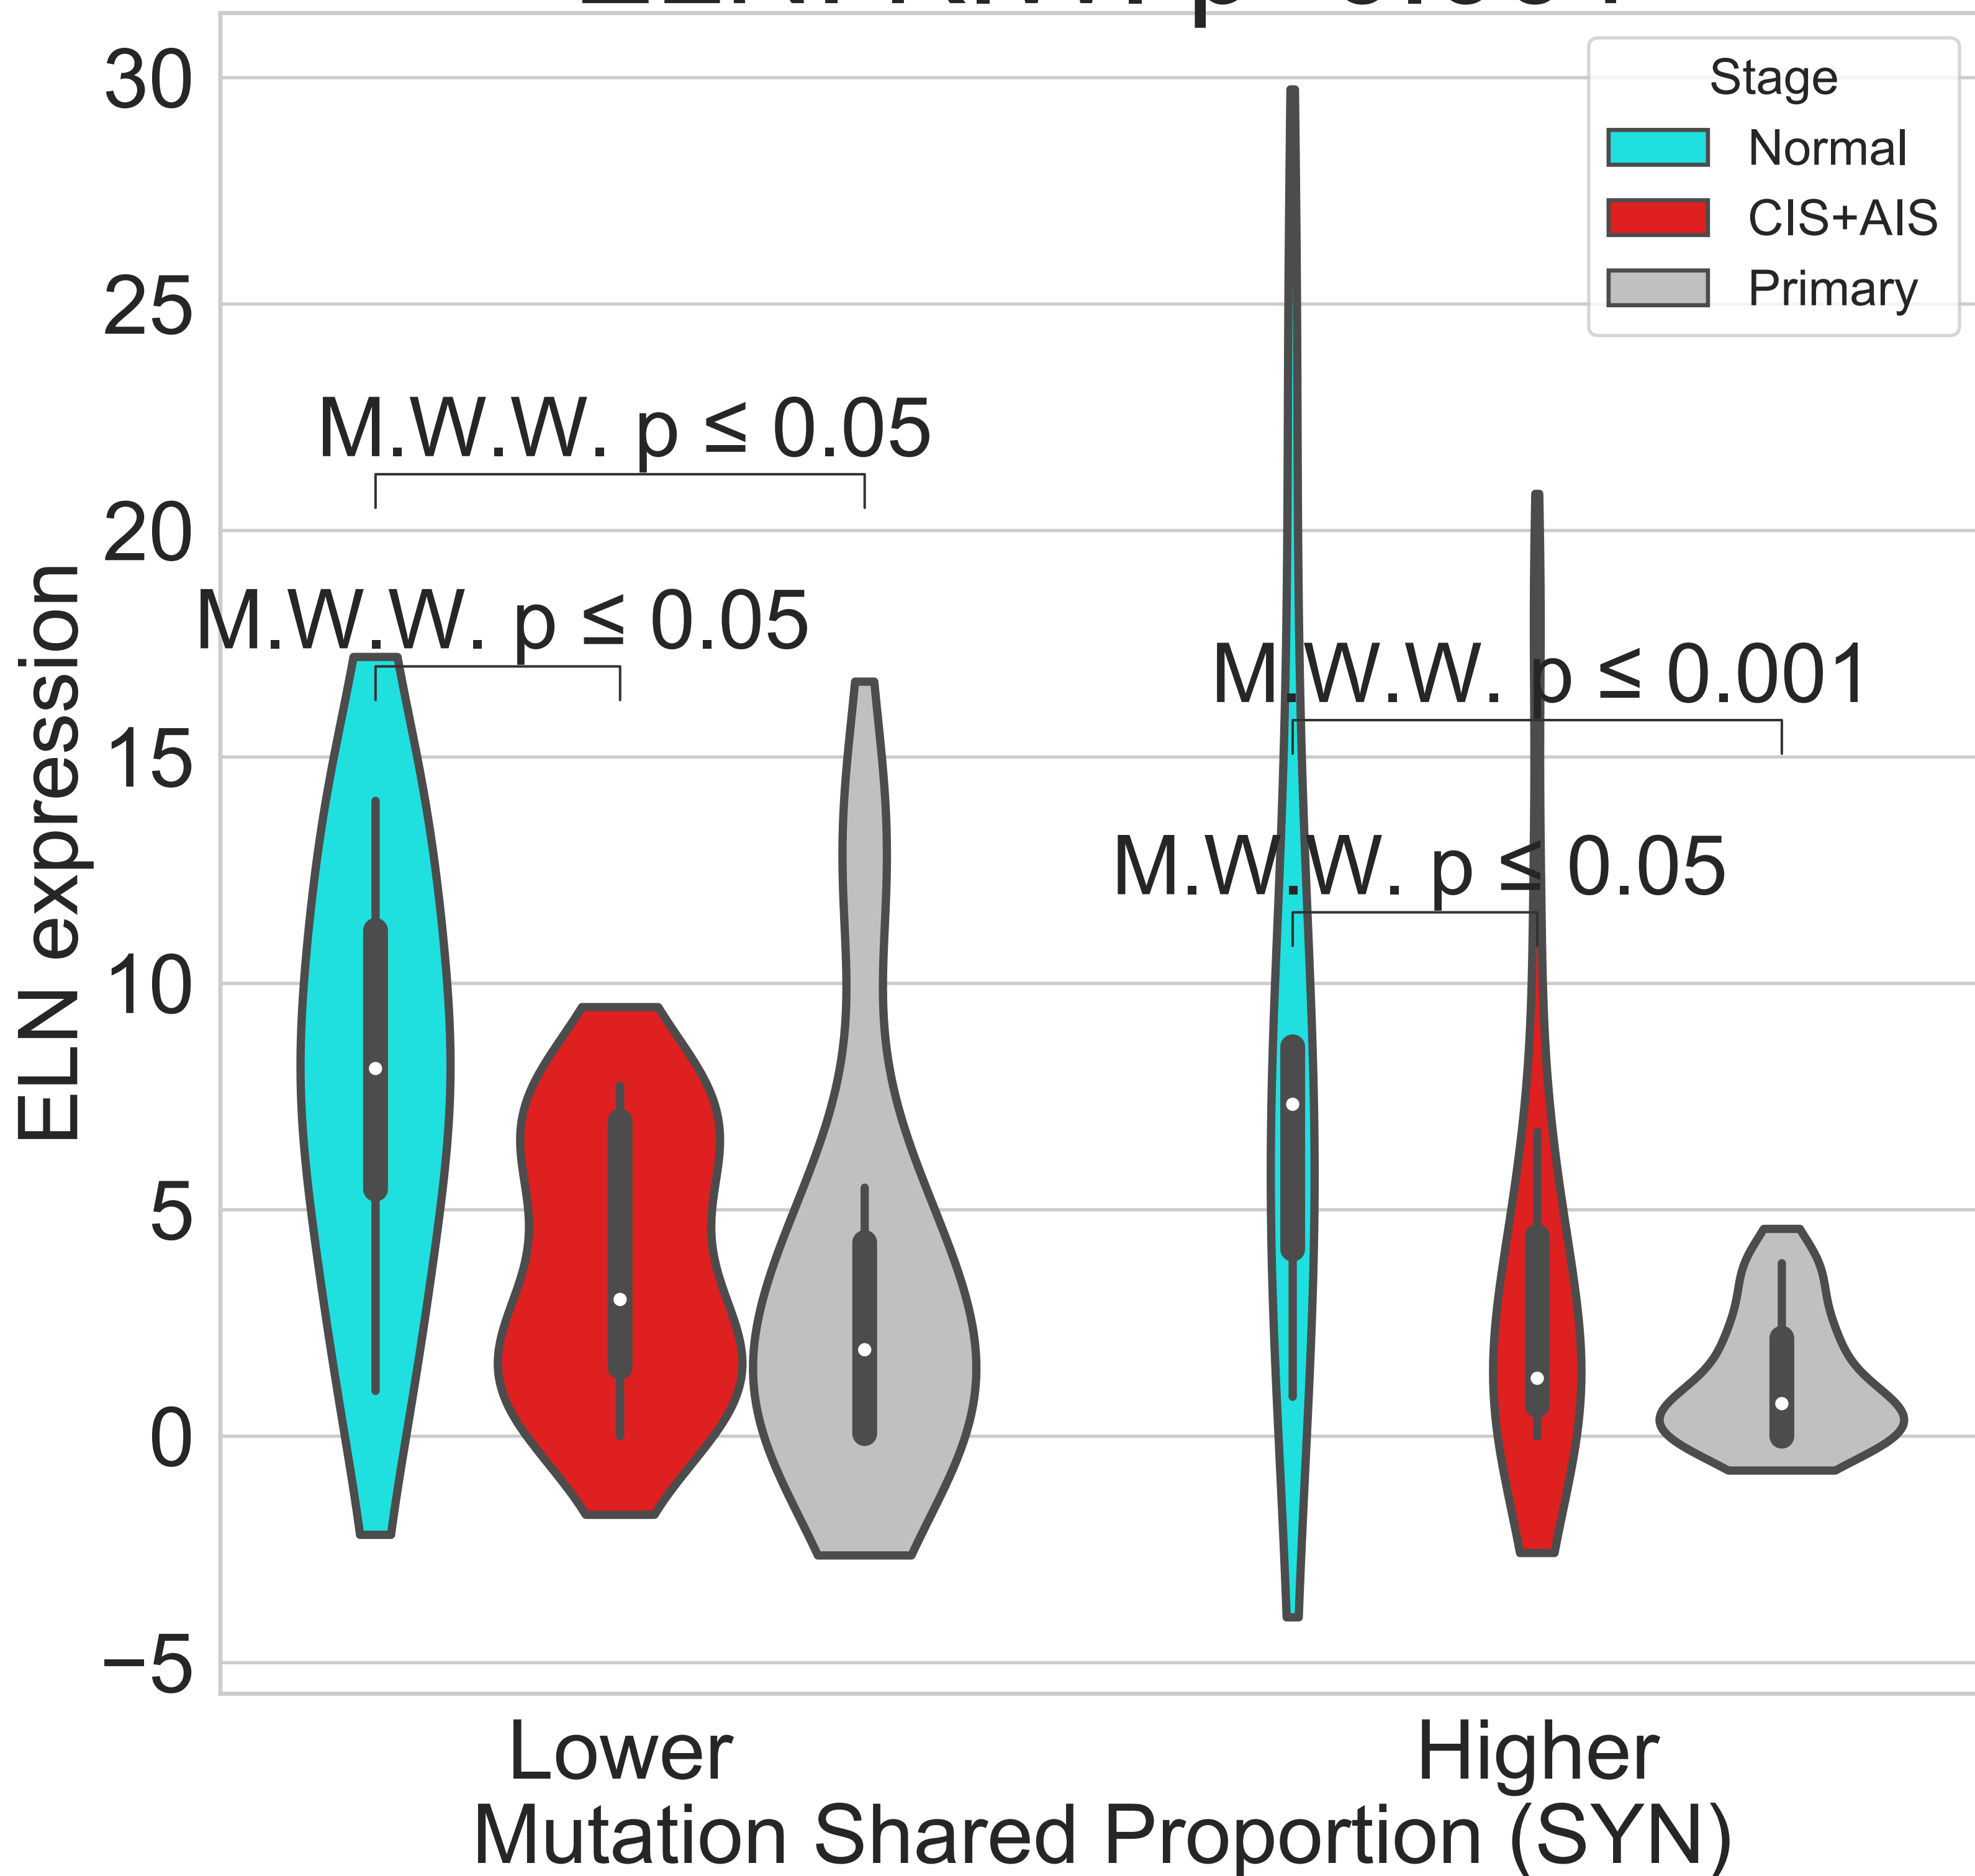 30
25
20
15
10
5
0
−5
ELN expression
Stage
Normal
CIS+AIS
Primary
M.W.W. p ≤ 0.05
M.W.W. p ≤ 0.05
M.W.W. p ≤ 0.001
M.W.W. p ≤ 0.05
Lower
Higher
Mutation Shared Proportion (SYN)